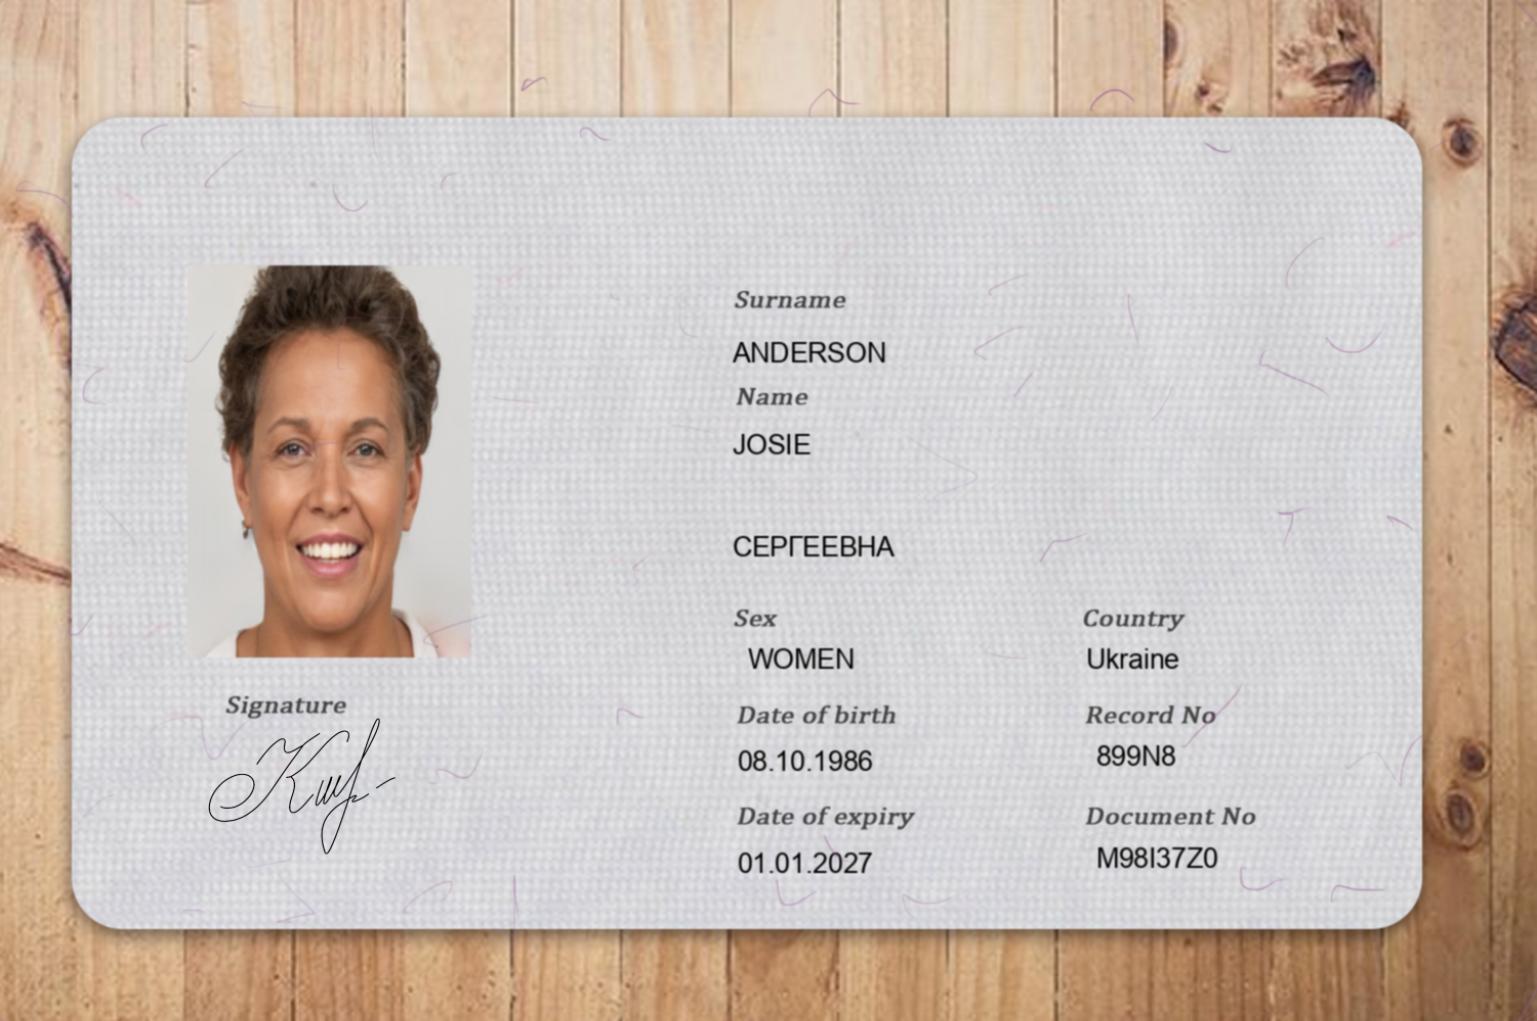 Surname
ANDERSON
Name
JOSIE
СЕРГЕЕВНА
Sex
Country
WOMEN
Ukraine
Date of birth
Record No
08.10.1986
899N8
Date of expiry
Document No
01.01.2027
M98I37Z0
Signature